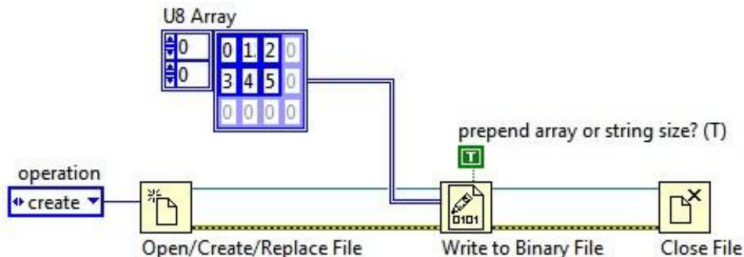 U8 Array
0
0
0 1 2 0
3 4 5 0
0 0 0 0
prepend array or string size? (T)
T
operation
create
0101
Open/Create/Replace File
Write to Binary File
Close File